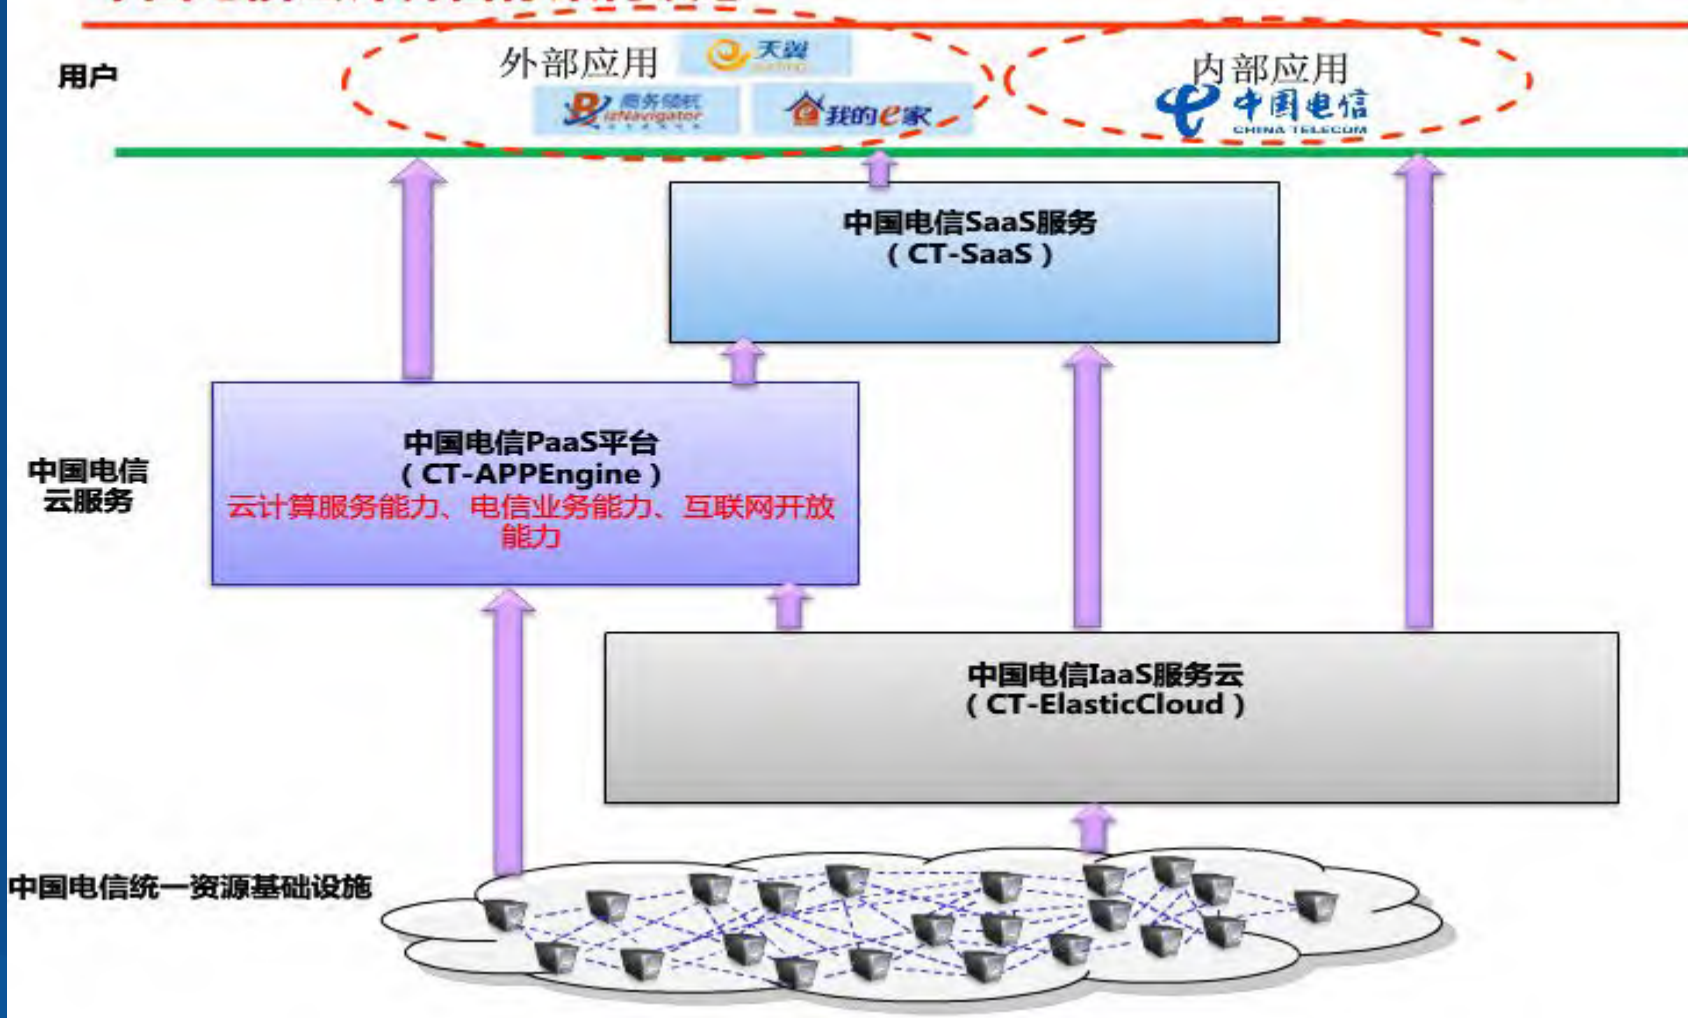 用户
外部应用
天翼
商务领航
izNavigator
我的e家
内部应用
中国电信
CHINA TELECOM
中国电信SaaS服务
(CT-SaaS)
中国电信云服务
中国电信PaaS平台
(CT-APPEngine)
云计算服务能力、电信业务能力、互联网开放
能力
中国电信IaaS服务云
(CT-ElasticCloud)
中国电信统一资源基础设施